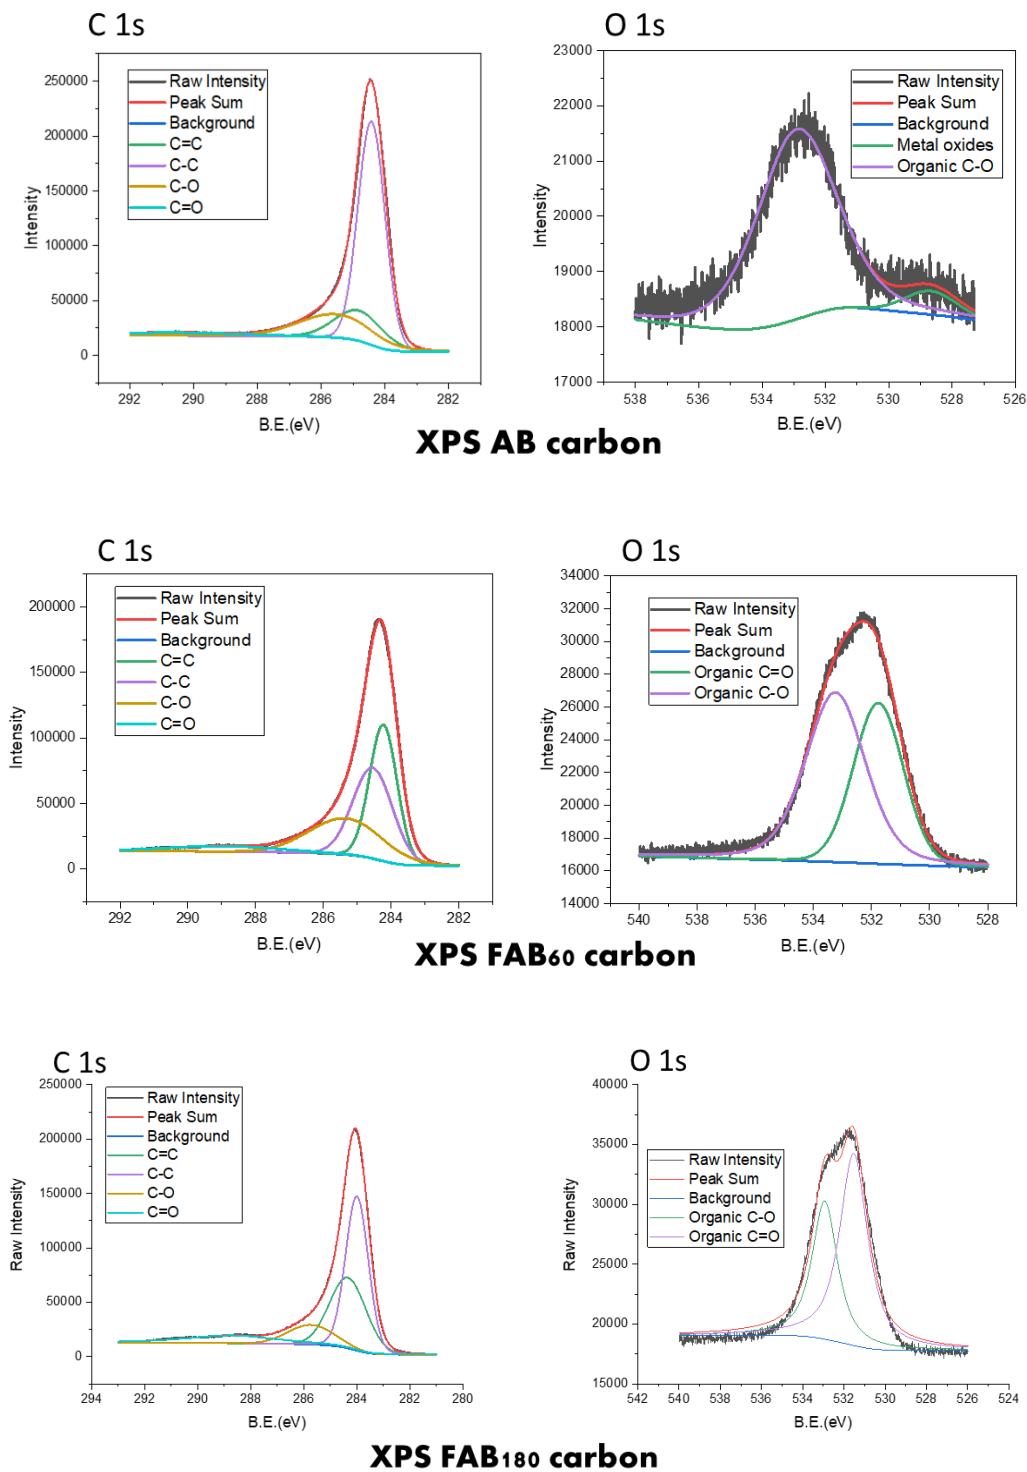 C 1s
O 1s
Raw Intensity
Peak Sum
Background
C=C
C-C
C-O
C=O
250000
200000
150000
100000
50000
0
Intensity
292
290
288
286
284
282
B.E.(eV)
Raw Intensity
Peak Sum
Background
Metal oxides
Organic C-O
23000
22000
21000
20000
19000
18000
17000
Intensity
538
536
534
532
530
528
526
B.E.(eV)
XPS AB carbon
C 1s
O 1s
Raw Intensity
Peak Sum
Background
C=C
C-C
C-O
C=O
200000
150000
100000
50000
0
Intensity
292
290
288
286
284
282
B.E.(eV)
Raw Intensity
Peak Sum
Background
Organic C=O
Organic C-O
34000
32000
30000
28000
26000
24000
22000
20000
18000
16000
14000
Intensity
540
538
536
534
532
530
528
B.E.(eV)
XPS FAB60 carbon
C 1s
O 1s
Raw Intensity
Peak Sum
Background
C=C
C-C
C-O
C=O
250000
200000
150000
100000
50000
0
Raw Intensity
294
292
290
288
286
284
282
280
B.E.(eV)
Raw Intensity
Peak Sum
Background
Organic C-O
Organic C=O
40000
35000
30000
25000
20000
15000
Raw Intensity
542
540
538
536
534
532
530
528
526
524
B.E.(eV)
XPS FAB180 carbon